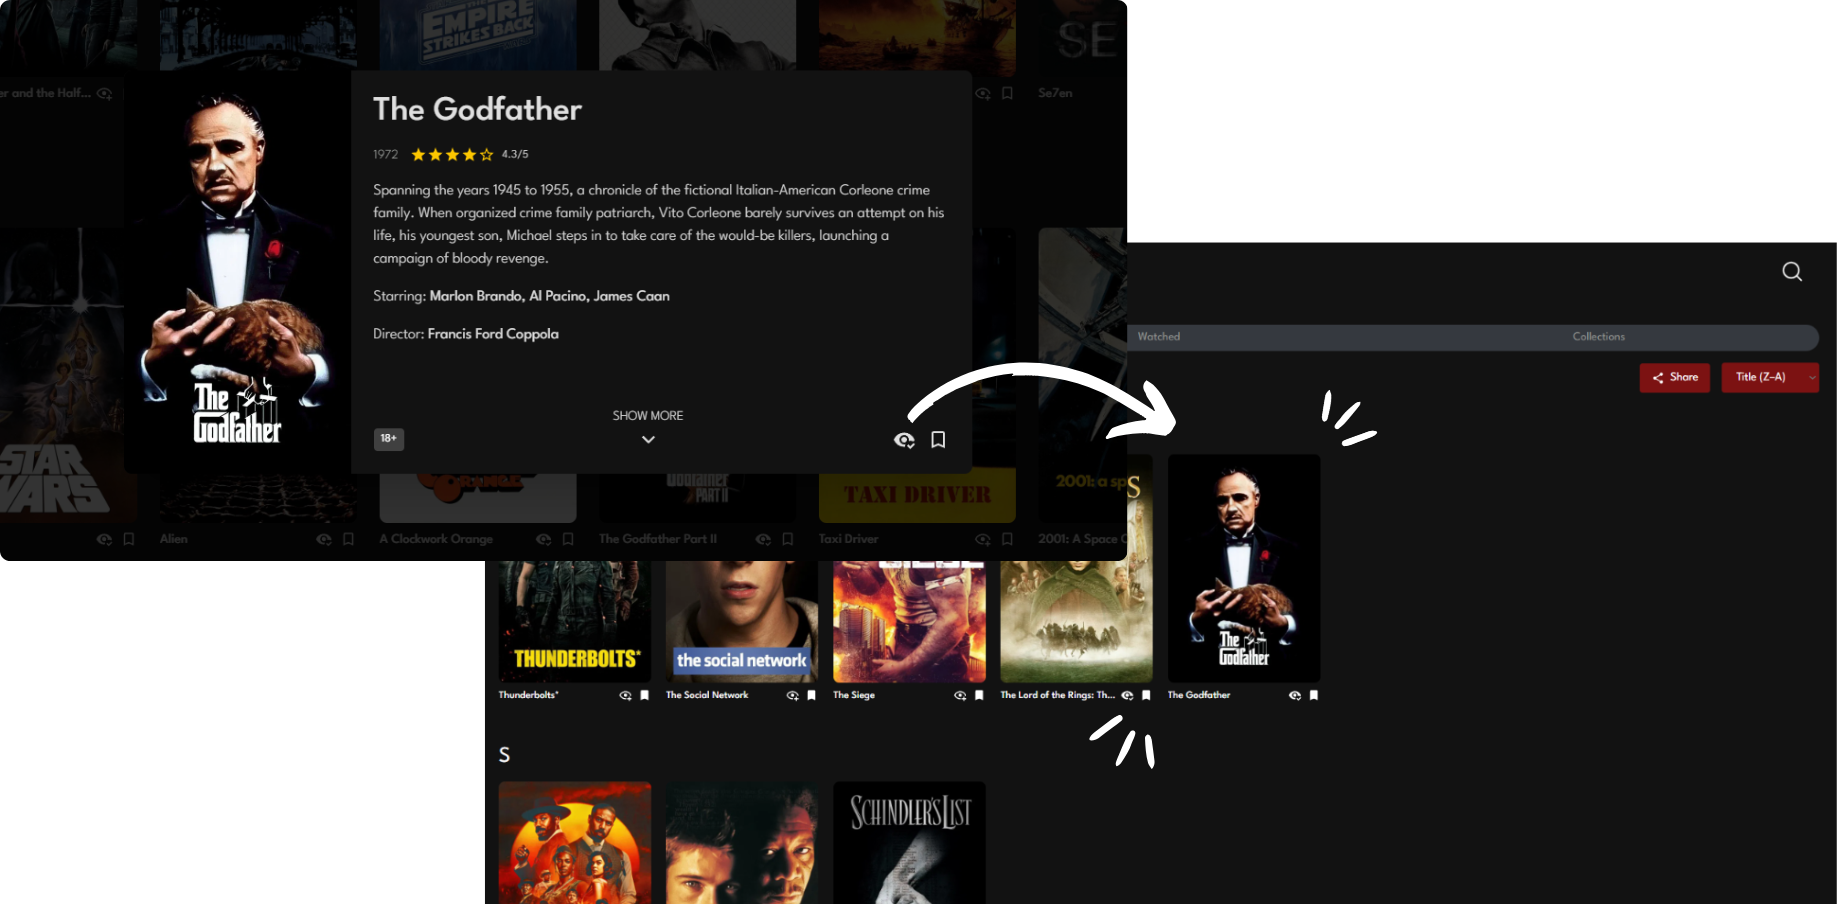 THE
EMPIRE
STRIKES BACK
SE
er and the Half...
Se7en
The Godfather
1972
4.3/5
Spanning the years 1945 to 1955, a chronicle of the fictional Italian-American Corleone crime
family. When organized crime family patriarch, Vito Corleone barely survives an attempt on his
life, his youngest son, Michael steps in to take care of the would-be killers, launching a
campaign of bloody revenge.
Starring: Marlon Brando, Al Pacino, James Caan
Director: Francis Ford Coppola
SHOW MORE
18+
The
Godfather
STAR
WARS
ORANGE
Godfather
PART II
TAXI DRIVER
2001: a sp
Alien
A Clockwork Orange
The Godfather Part II
Taxi Driver
2001: A Space O
Watched
Collections
Share
Title (Z-A)
S
THUNDERBOLTS*
the social network
SIEGE
The
Godfather
Thunderbolts*
The Social Network
The Siege
The Lord of the Rings: Th...
The Godfather
S
SCHINDLER'S LIST